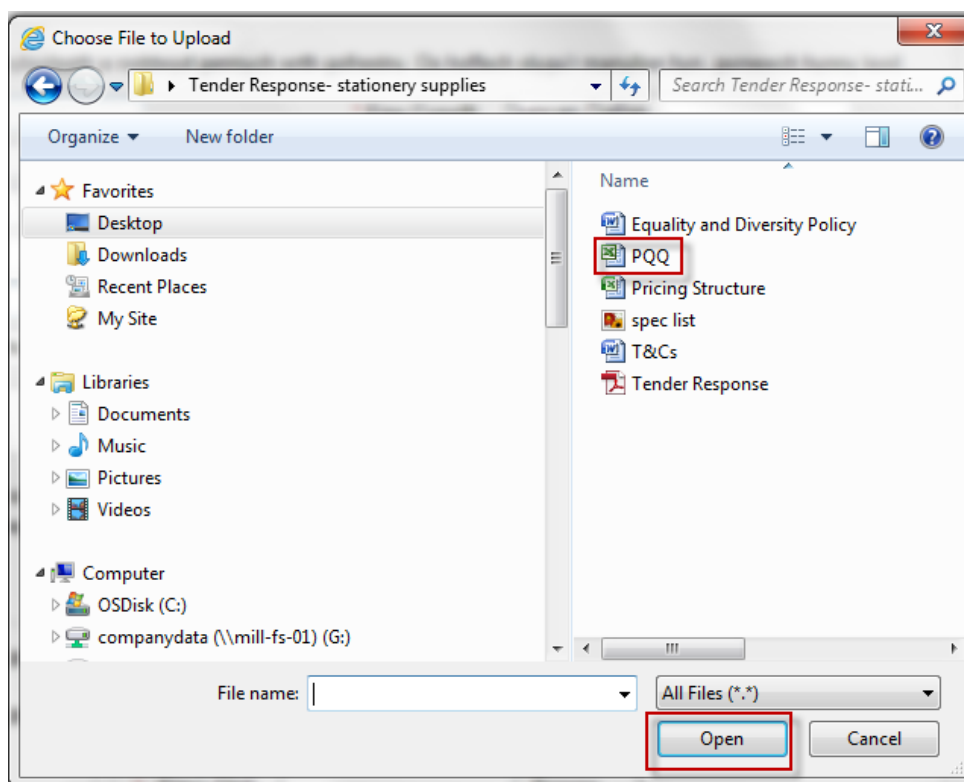 Choose File to Upload
Tender Response- stationery supplies
Search Tender Response- stati...
Organize
New folder
Favorites
Desktop
Downloads
Recent Places
My Site
Libraries
Documents
Music
Pictures
Videos
Computer
OSDisk (C:)
companydata (\\mill-fs-01) (G:)
Name
Equality and Diversity Policy
PQQ
Pricing Structure
spec list
T&Cs
Tender Response
File name:
All Files (*.*)
Open
Cancel